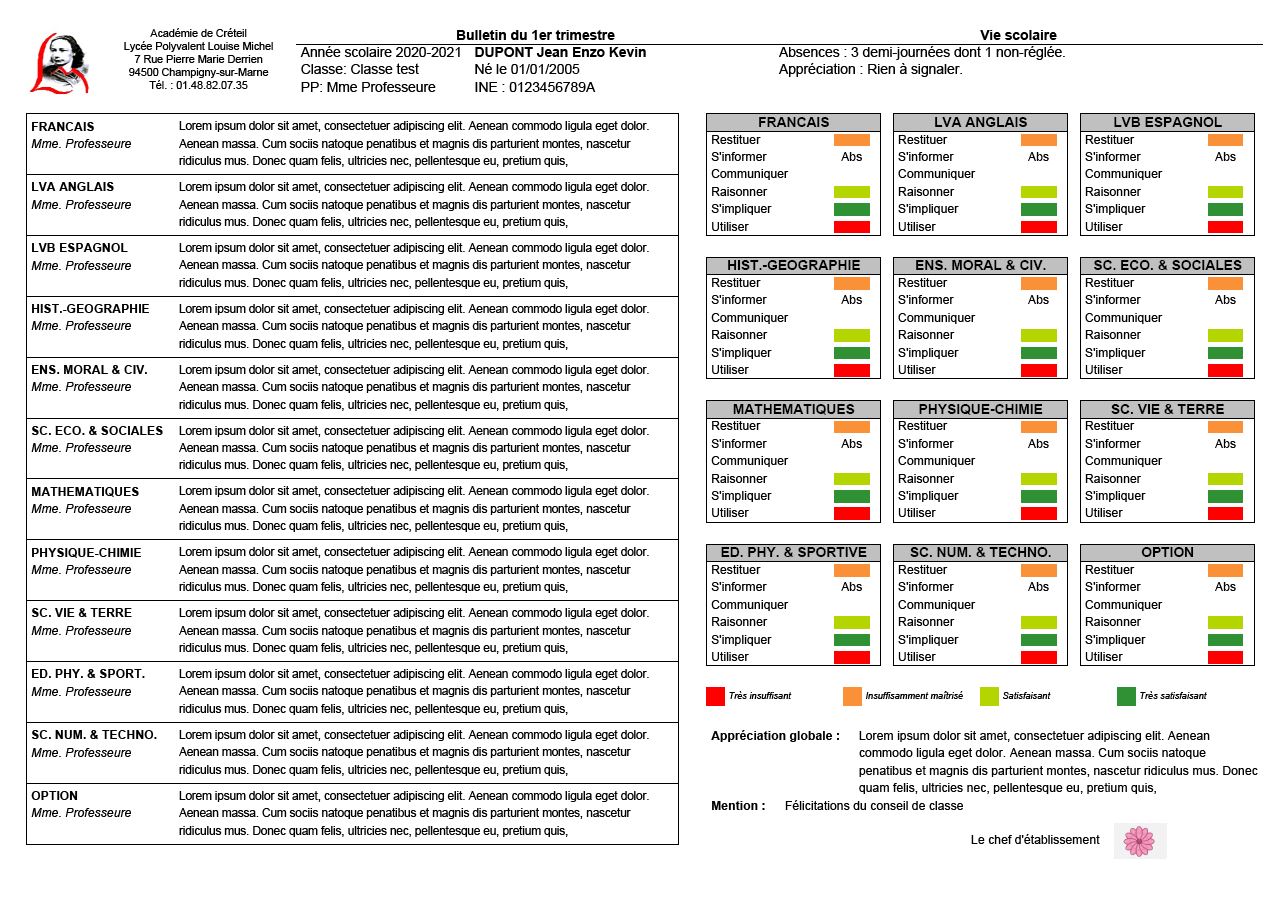 Académie de Créteil
Lycée Polyvalent Louise Michel
7 Rue Pierre Marie Derrien
94500 Champigny-sur-Marne
Tél. : 01.48.82.07.35
Bulletin du 1er trimestre
Année scolaire 2020-2021 DUPONT Jean Enzo Kevin
Classe: Classe test Né le 01/01/2005
PP: Mme Professeure INE : 0123456789A
Vie scolaire
Absences : 3 demi-journées dont 1 non-réglée.
Appréciation : Rien à signaler.
FRANCAIS Lorem ipsum dolor sit amet, consectetuer adipiscing elit. Aenean commodo ligula eget dolor.
Mme. Professeure Aenean massa. Cum sociis natoque penatibus et magnis dis parturient montes, nascetur
ridiculus mus. Donec quam felis, ultricies nec, pellentesque eu, pretium quis,
LVA ANGLAIS Lorem ipsum dolor sit amet, consectetuer adipiscing elit. Aenean commodo ligula eget dolor.
Mme. Professeure Aenean massa. Cum sociis natoque penatibus et magnis dis parturient montes, nascetur
ridiculus mus. Donec quam felis, ultricies nec, pellentesque eu, pretium quis,
LVB ESPAGNOL Lorem ipsum dolor sit amet, consectetuer adipiscing elit. Aenean commodo ligula eget dolor.
Mme. Professeure Aenean massa. Cum sociis natoque penatibus et magnis dis parturient montes, nascetur
ridiculus mus. Donec quam felis, ultricies nec, pellentesque eu, pretium quis,
HIST.-GEOGRAPHIE Lorem ipsum dolor sit amet, consectetuer adipiscing elit. Aenean commodo ligula eget dolor.
Mme. Professeure Aenean massa. Cum sociis natoque penatibus et magnis dis parturient montes, nascetur
ridiculus mus. Donec quam felis, ultricies nec, pellentesque eu, pretium quis,
ENS. MORAL & CIV. Lorem ipsum dolor sit amet, consectetuer adipiscing elit. Aenean commodo ligula eget dolor.
Mme. Professeure Aenean massa. Cum sociis natoque penatibus et magnis dis parturient montes, nascetur
ridiculus mus. Donec quam felis, ultricies nec, pellentesque eu, pretium quis,
SC. ECO. & SOCIALES Lorem ipsum dolor sit amet, consectetuer adipiscing elit. Aenean commodo ligula eget dolor.
Mme. Professeure Aenean massa. Cum sociis natoque penatibus et magnis dis parturient montes, nascetur
ridiculus mus. Donec quam felis, ultricies nec, pellentesque eu, pretium quis,
MATHEMATIQUES Lorem ipsum dolor sit amet, consectetuer adipiscing elit. Aenean commodo ligula eget dolor.
Mme. Professeure Aenean massa. Cum sociis natoque penatibus et magnis dis parturient montes, nascetur
ridiculus mus. Donec quam felis, ultricies nec, pellentesque eu, pretium quis,
PHYSIQUE-CHIMIE Lorem ipsum dolor sit amet, consectetuer adipiscing elit. Aenean commodo ligula eget dolor.
Mme. Professeure Aenean massa. Cum sociis natoque penatibus et magnis dis parturient montes, nascetur
ridiculus mus. Donec quam felis, ultricies nec, pellentesque eu, pretium quis,
SC. VIE & TERRE Lorem ipsum dolor sit amet, consectetuer adipiscing elit. Aenean commodo ligula eget dolor.
Mme. Professeure Aenean massa. Cum sociis natoque penatibus et magnis dis parturient montes, nascetur
ridiculus mus. Donec quam felis, ultricies nec, pellentesque eu, pretium quis,
ED. PHY. & SPORT. Lorem ipsum dolor sit amet, consectetuer adipiscing elit. Aenean commodo ligula eget dolor.
Mme. Professeure Aenean massa. Cum sociis natoque penatibus et magnis dis parturient montes, nascetur
ridiculus mus. Donec quam felis, ultricies nec, pellentesque eu, pretium quis,
SC. NUM. & TECHNO. Lorem ipsum dolor sit amet, consectetuer adipiscing elit. Aenean commodo ligula eget dolor.
Mme. Professeure Aenean massa. Cum sociis natoque penatibus et magnis dis parturient montes, nascetur
ridiculus mus. Donec quam felis, ultricies nec, pellentesque eu, pretium quis,
OPTION Lorem ipsum dolor sit amet, consectetuer adipiscing elit. Aenean commodo ligula eget dolor.
Mme. Professeure Aenean massa. Cum sociis natoque penatibus et magnis dis parturient montes, nascetur
ridiculus mus. Donec quam felis, ultricies nec, pellentesque eu, pretium quis,
FRANCAIS LVA ANGLAIS LVB ESPAGNOL
Restituer Restituer Restituer
S'informer Abs S'informer Abs S'informer Abs
Communiquer Communiquer Communiquer
Raisonner Raisonner Raisonner
S'impliquer S'impliquer S'impliquer
Utiliser Utiliser Utiliser
HIST.-GEOGRAPHIE ENS. MORAL & CIV. SC. ECO. & SOCIALES
Restituer Restituer Restituer
S'informer Abs S'informer Abs S'informer Abs
Communiquer Communiquer Communiquer
Raisonner Raisonner Raisonner
S'impliquer S'impliquer S'impliquer
Utiliser Utiliser Utiliser
MATHEMATIQUES PHYSIQUE-CHIMIE SC. VIE & TERRE
Restituer Restituer Restituer
S'informer Abs S'informer Abs S'informer Abs
Communiquer Communiquer Communiquer
Raisonner Raisonner Raisonner
S'impliquer S'impliquer S'impliquer
Utiliser Utiliser Utiliser
ED. PHY. & SPORTIVE SC. NUM. & TECHNO. OPTION
Restituer Restituer Restituer
S'informer Abs S'informer Abs S'informer Abs
Communiquer Communiquer Communiquer
Raisonner Raisonner Raisonner
S'impliquer S'impliquer S'impliquer
Utiliser Utiliser Utiliser
Très insuffisant Insuffisamment maîtrisé Satisfaisant Très satisfaisant
Appréciation globale : Lorem ipsum dolor sit amet, consectetuer adipiscing elit. Aenean
commodo ligula eget dolor. Aenean massa. Cum sociis natoque
penatibus et magnis dis parturient montes, nascetur ridiculus mus. Donec
quam felis, ultricies nec, pellentesque eu, pretium quis,
Mention : Félicitations du conseil de classe
Le chef d'établissement